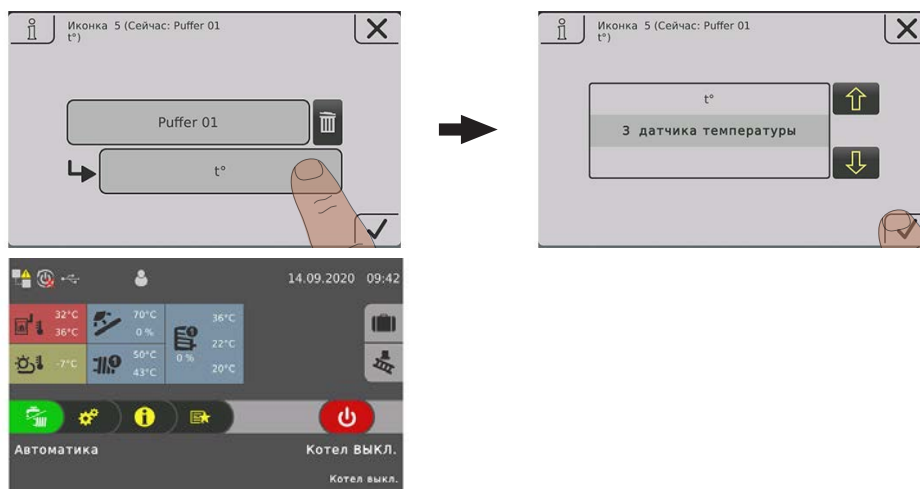 Иконка 5 (Сейчас: Puffer 01
t°)
Puffer 01
t°
Иконка 5 (Сейчас: Puffer 01
t°)
t°
3 датчика температуры
14.09.2020 09:42
32°C
36°C
70°C
0 %
36°C
22°C
20°C
0 %
-7°C
50°C
43°C
Автоматика
Котел ВЫКЛ.
Котел выкл.